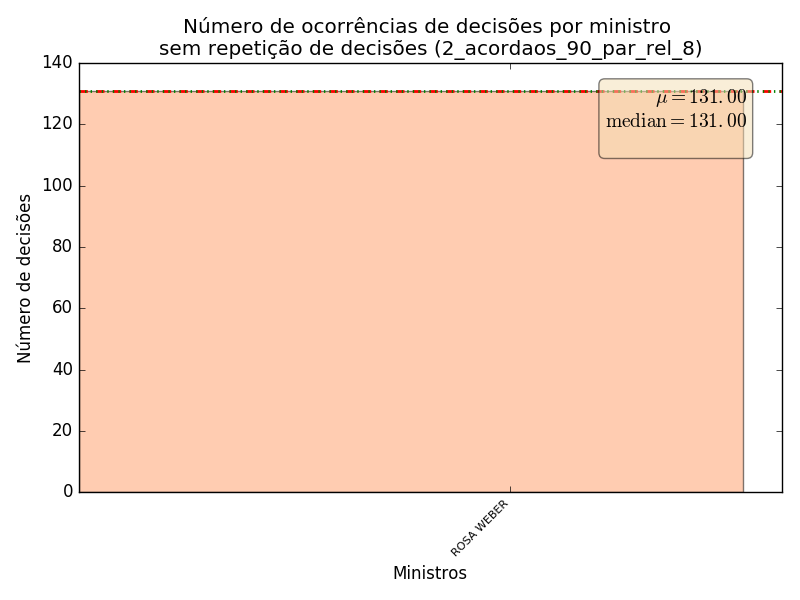 Número de ocorrências de decisões por ministro
sem repetição de decisões (2_acordaos_90_par_rel_8)
140
120
100
80
60
40
20
0
Número de decisões
μ = 131.00
median = 131.00
ROSA WEBER
Ministros